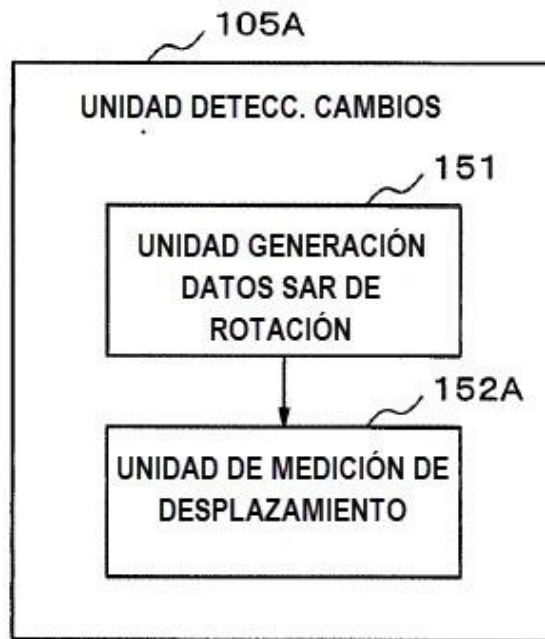 105A
UNIDAD DETECC. CAMBIOS
151
UNIDAD GENERACIÓN
DATOS SAR DE
ROTACIÓN
152A
UNIDAD DE MEDICIÓN DE
DESPLAZAMIENTO